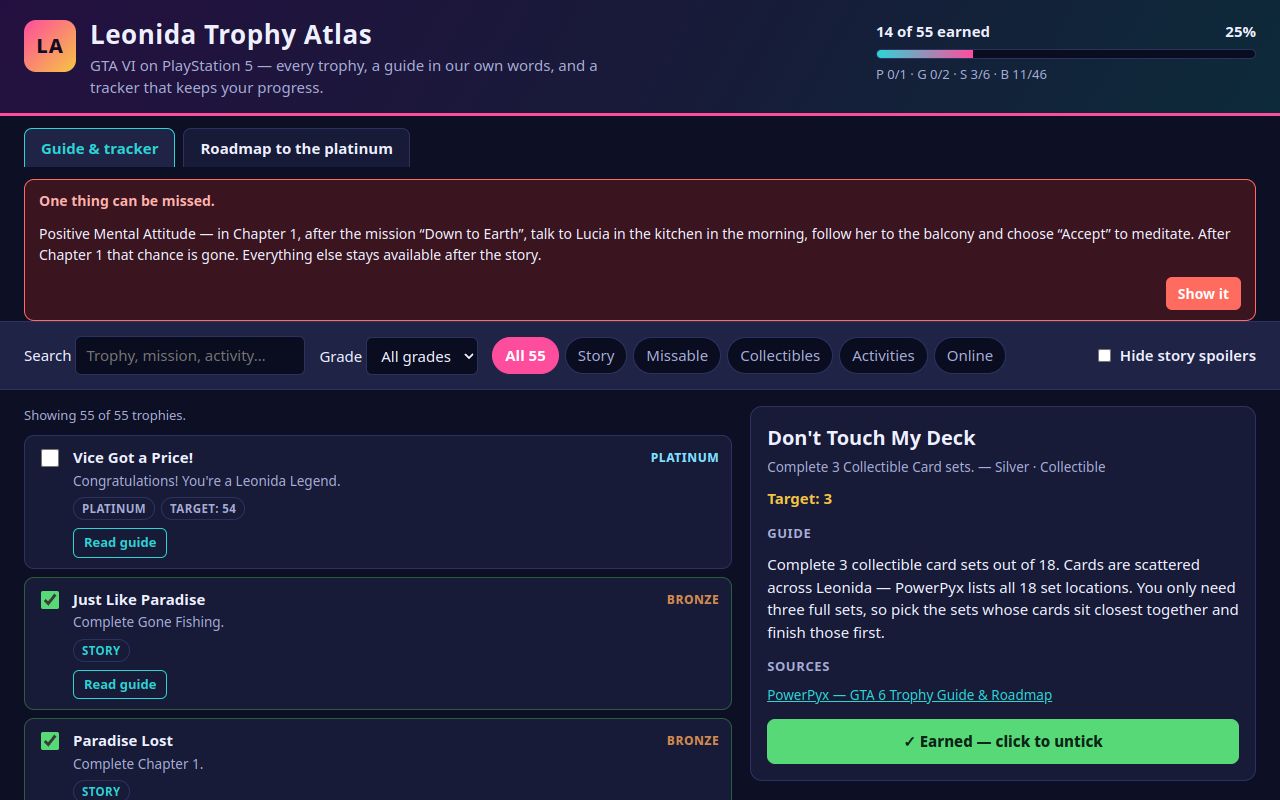 LA
Leonida Trophy Atlas
GTA VI on PlayStation 5 — every trophy, a guide in our own words, and a
tracker that keeps your progress.
14 of 55 earned
25%
P 0/1 · G 0/2 · S 3/6 · B 11/46
Guide & tracker
Roadmap to the platinum
One thing can be missed.
Positive Mental Attitude — in Chapter 1, after the mission “Down to Earth”, talk to Lucia in the kitchen in the morning, follow her to the balcony and choose “Accept” to meditate. After
Chapter 1 that chance is gone. Everything else stays available after the story.
Show it
Search
Trophy, mission, activity...
Grade
All grades
All 55
Story
Missable
Collectibles
Activities
Online
Hide story spoilers
Showing 55 of 55 trophies.
Vice Got a Price!
PLATINUM
Congratulations! You're a Leonida Legend.
PLATINUM
TARGET: 54
Read guide
Just Like Paradise
BRONZE
Complete Gone Fishing.
STORY
Read guide
Paradise Lost
BRONZE
Complete Chapter 1.
STORY
Don't Touch My Deck
Complete 3 Collectible Card sets. — Silver · Collectible
Target: 3
GUIDE
Complete 3 collectible card sets out of 18. Cards are scattered
across Leonida — PowerPyx lists all 18 set locations. You only need
three full sets, so pick the sets whose cards sit closest together and
finish those first.
SOURCES
PowerPyx — GTA 6 Trophy Guide & Roadmap
✓ Earned — click to untick